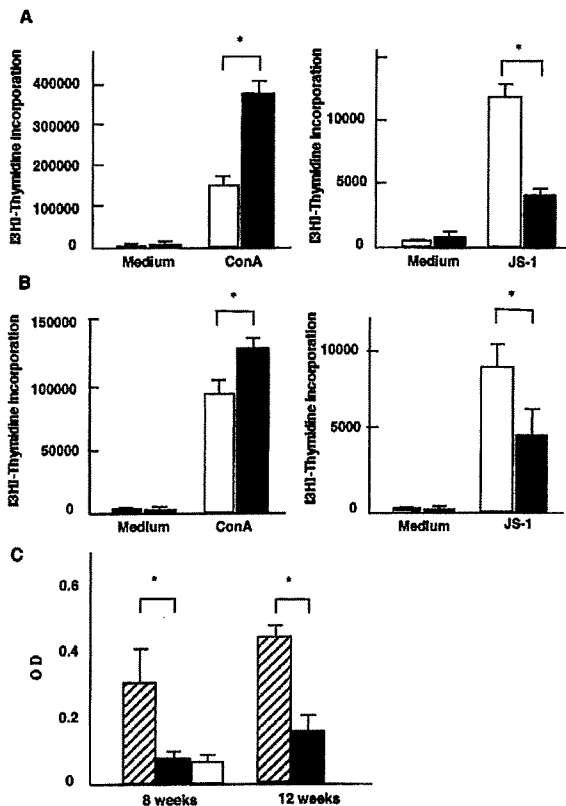 A
[3H]-Thymidine incorporation
400000
300000
200000
100000
0
*
Medium
ConA
[3H]-Thymidine incorporation
10000
5000
0
*
Medium
JS-1
B
[3H]-Thymidine incorporation
150000
100000
50000
0
*
Medium
ConA
[3H]-Thymidine incorporation
10000
5000
0
*
Medium
JS-1
C
OD
0.6
0.4
0.2
0
*
*
8 weeks
12 weeks